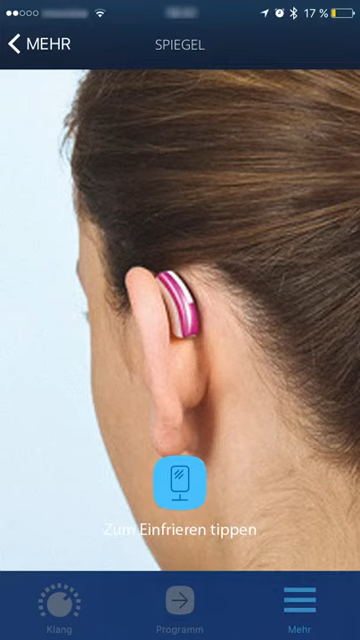 17 %
MEHR
SPIEGEL
Zum Einfrieren tippen
Klang
Programm
Mehr